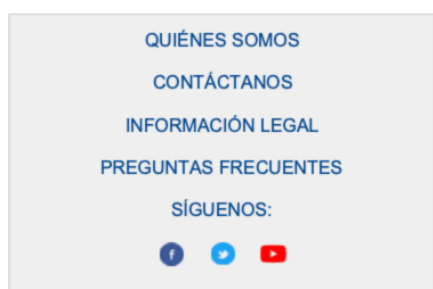 QUIÉNES SOMOS
CONTÁCTANOS
INFORMACIÓN LEGAL
PREGUNTAS FRECUENTES
SÍGUENOS: